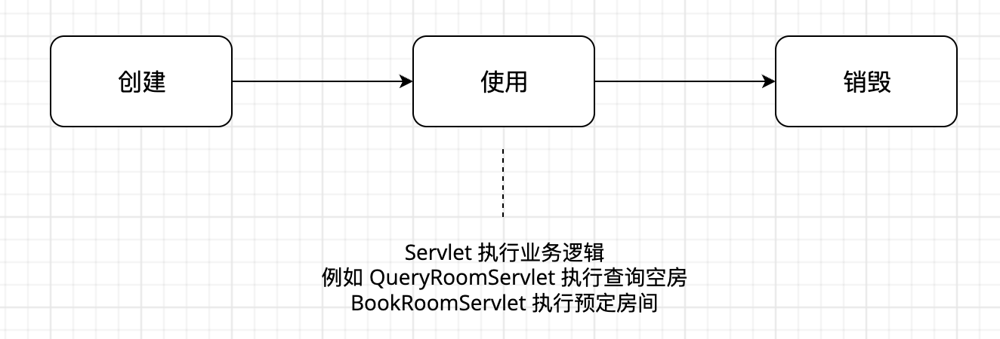 创建
使用
销毁
Servlet 执行业务逻辑
例如 QueryRoomServlet 执行查询空房
BookRoomServlet 执行预定房间